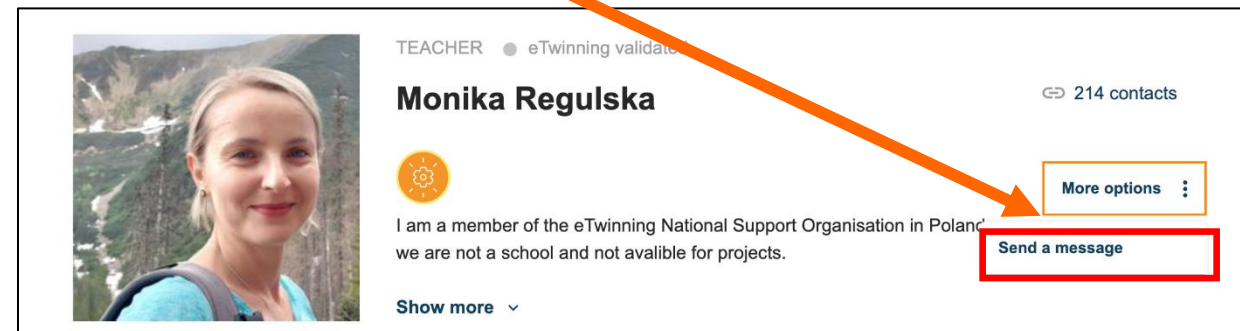 TEACHER eTwinning validated
Monika Regulska
214 contacts
More options
I am a member of the eTwinning National Support Organisation in Poland
we are not a school and not avalible for projects.
Send a message
Show more